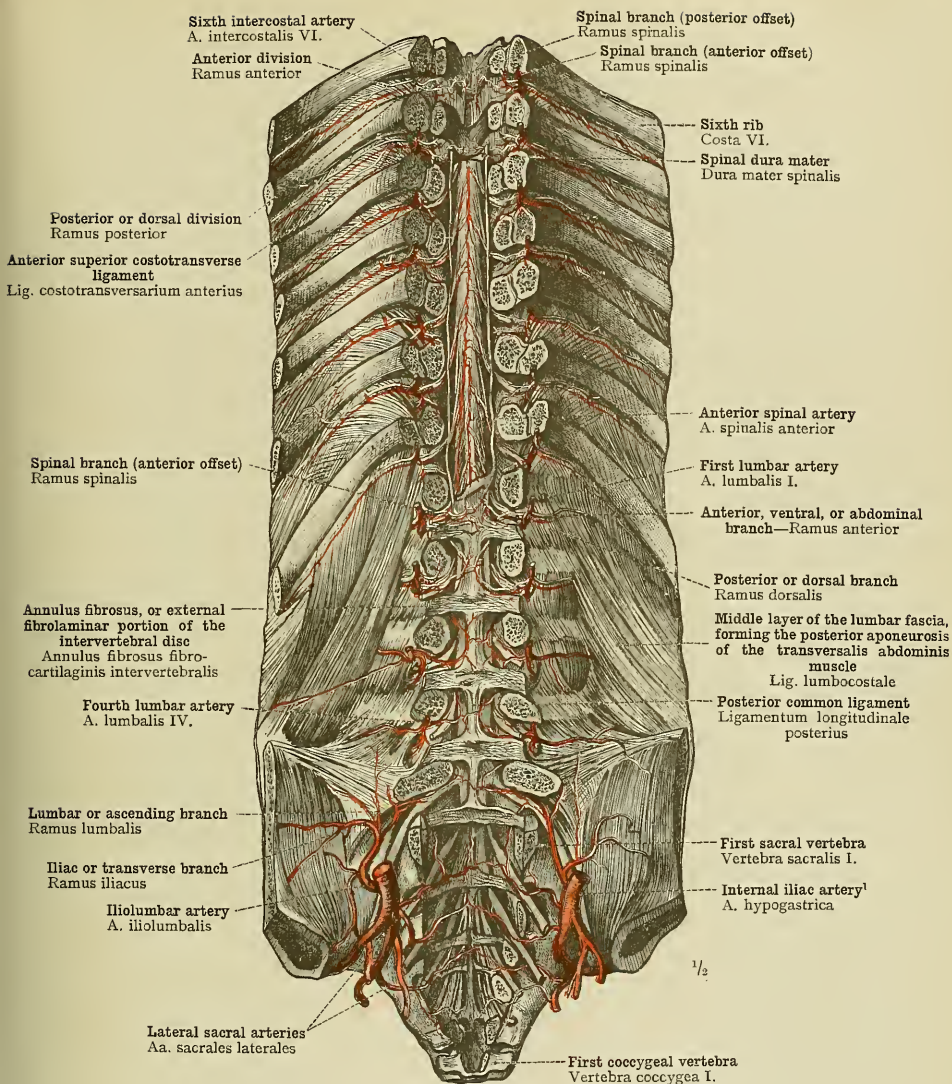 Sixth intercostal artery
A. intercostalis VI.
Anterior division
Ramus anterior
Posterior or dorsal division
Ramus posterior
Anterior superior costotransverse
ligament
Lig. costotransversarium anterius
Spinal branch (anterior offset)
Ramus spinalis
Annulus fibrosus, or external
fibrolaminar portion of the
intervertebral disc
Annulus fibrosus fibro-
cartilaginis intervertebralis
Fourth lumbar artery
A. lumbalis IV.
Lumbar or ascending branch
Ramus lumbalis
Iliac or transverse branch
Ramus iliacus
Iliolumbar artery
A. iliolumbalis
Lateral sacral arteries
Aa. sacrales laterales
Spinal branch (posterior offset)
Ramus spinalis
Spinal branch (anterior offset)
Ramus spinalis
Sixth rib
Costa VI.
Spinal dura mater
Dura mater spinalis
Anterior spinal artery
A. spinalis anterior
First lumbar artery
A. lumbalis I.
Anterior, ventral, or abdominal
branch—Ramus anterior
Posterior or dorsal branch
Ramus dorsalis
Middle layer of the lumbar fascia,
forming the posterior aponeurosis
of the transversalis abdominis
muscle
Lig. lumbocostale
Posterior common ligament
Ligamentum longitudinale
posterius
First sacral vertebra
Vertebra sacralis I.
Internal iliac artery¹
A. hypogastrica
1/2
First coccygeal vertebra
Vertebra coccygea I.